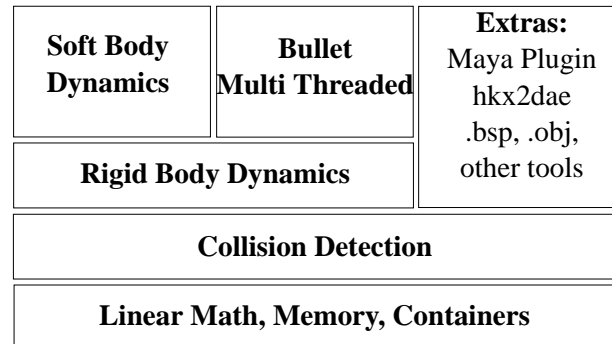 Soft Body
Dynamics
Bullet
Multi Threaded
Extras:
Maya Plugin
hkx2dae
.bsp, .obj,
other tools
Rigid Body Dynamics
Collision Detection
Linear Math, Memory, Containers